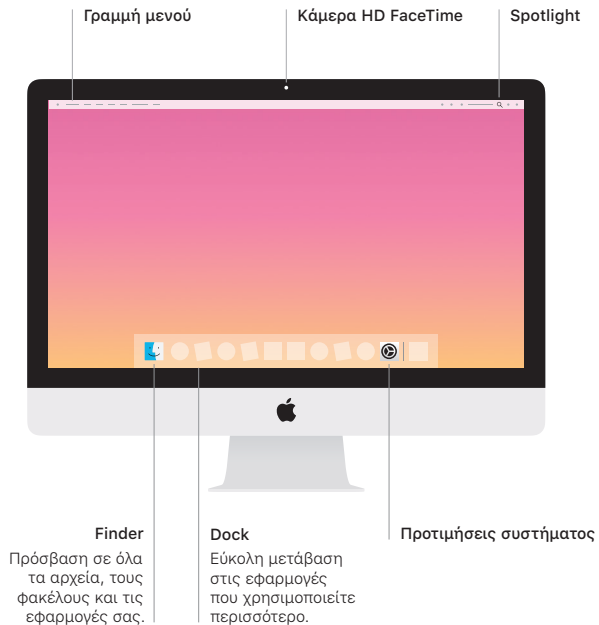 Γραμμή μενού
Κάμερα HD FaceTime
Spotlight
Finder
Πρόσβαση σε όλα
τα αρχεία, τους
φακέλους και τις
εφαρμογές σας.
Dock
Εύκολη μετάβαση
στις εφαρμογές
που χρησιμοποιείτε
περισσότερο.
Προτιμήσεις συστήματος